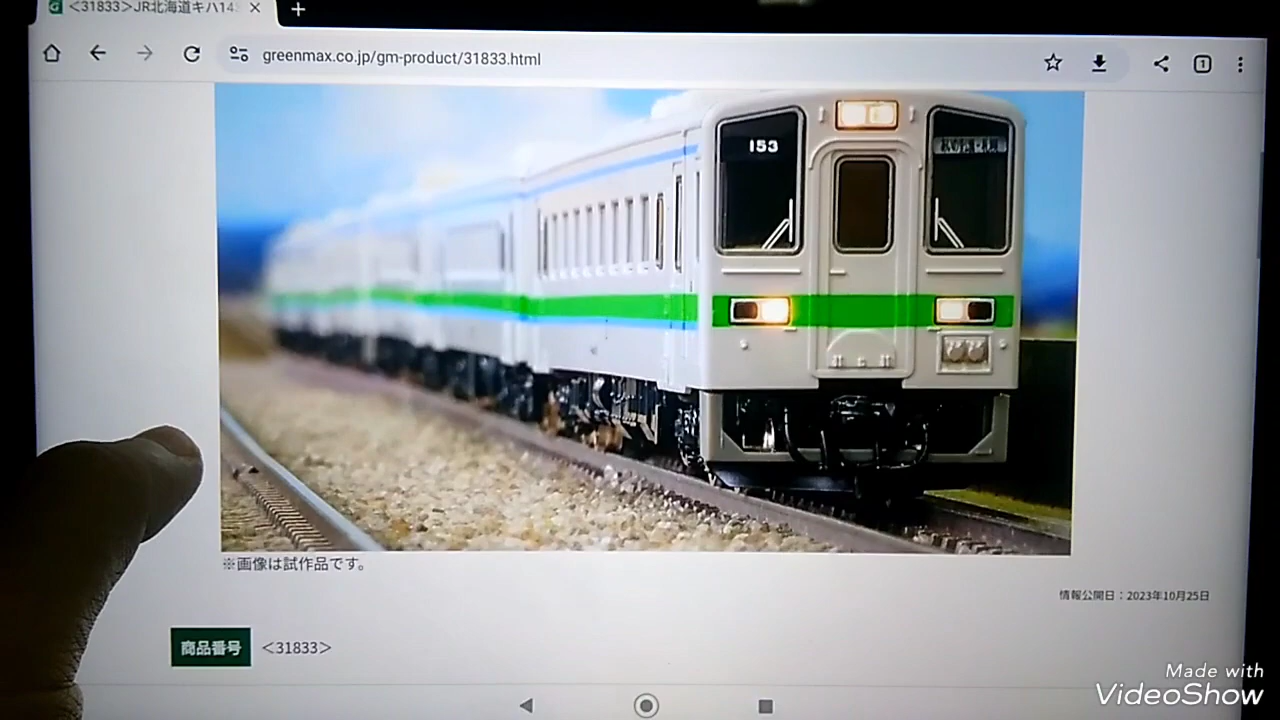 <31833>JR北海道キハ14
greenmax.co.jp/gm-product/31833.html
1
153
※画像は試作品です。
情報公開日：2023年10月25日
商品番号
<31833>
Made with
VideoShow